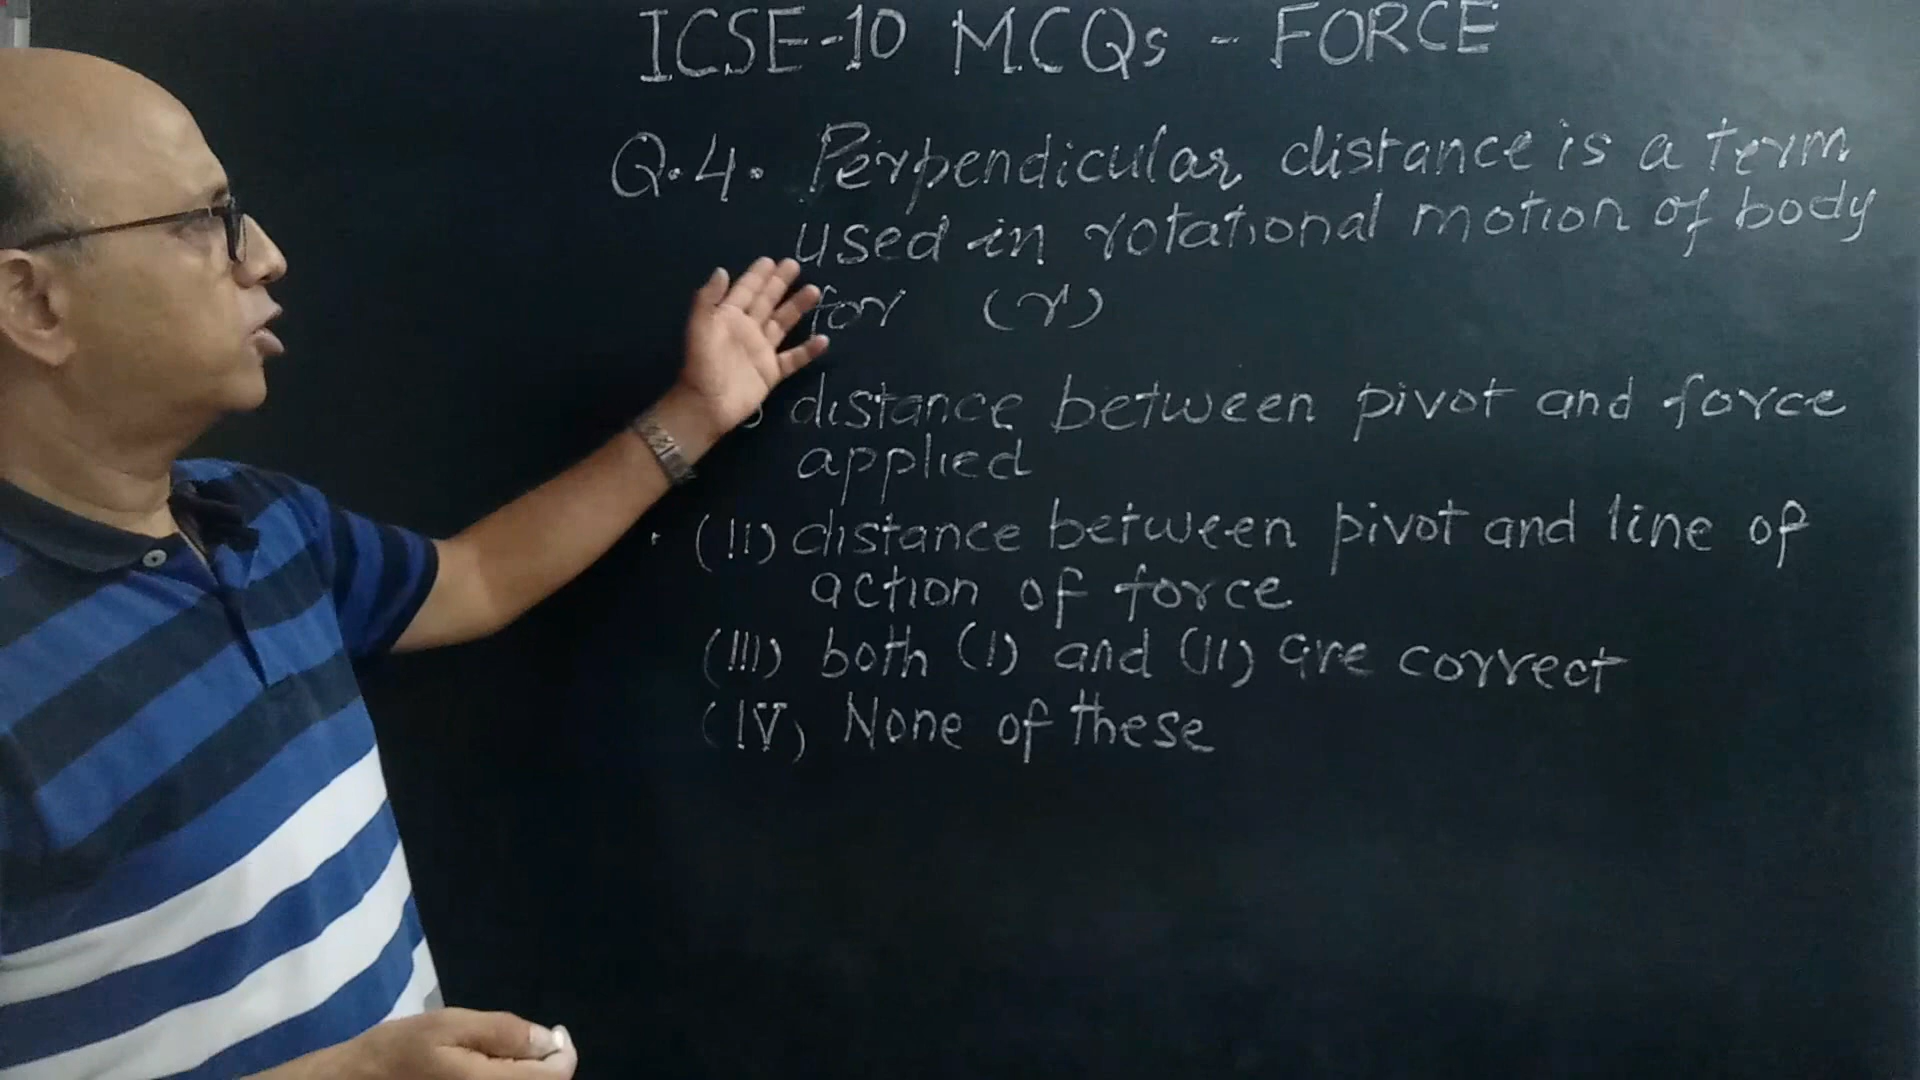 ICSE-10 MCQs - FORCE
Q.4. Perpendicular distance is a term
used in rotational motion of body
for (r)
distance between pivot and force
applied
(II) distance between pivot and line of
action of force
(III) both (I) and (II) are correct
(IV) None of these